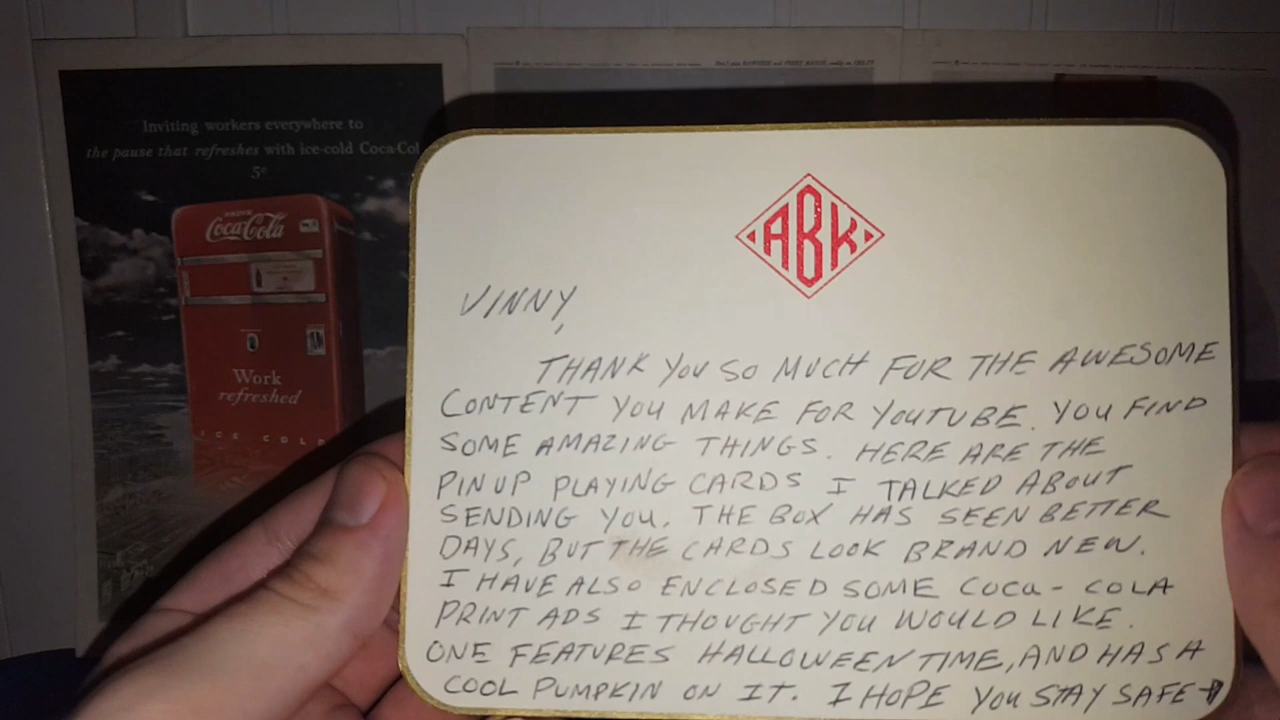 Inviting workers everywhere to
the pause that refreshes with ice-cold Coca-Col
5¢
DRINK
Coca-Cola
Work
refreshed
ICE COLD
ABK
VINNY,
THANK YOU SO MUCH FOR THE AWESOME
CONTENT YOU MAKE FOR YOUTUBE. YOU FIND
SOME AMAZING THINGS. HERE ARE THE
PINUP PLAYING CARDS I TALKED ABOUT
SENDING YOU. THE BOX HAS SEEN BETTER
DAYS, BUT THE CARDS LOOK BRAND NEW.
I HAVE ALSO ENCLOSED SOME COCA-COLA
PRINT ADS I THOUGHT YOU WOULD LIKE.
ONE FEATURES HALLOWEEN TIME, AND HAS A
COOL PUMPKIN ON IT. I HOPE YOU STAY SAFE